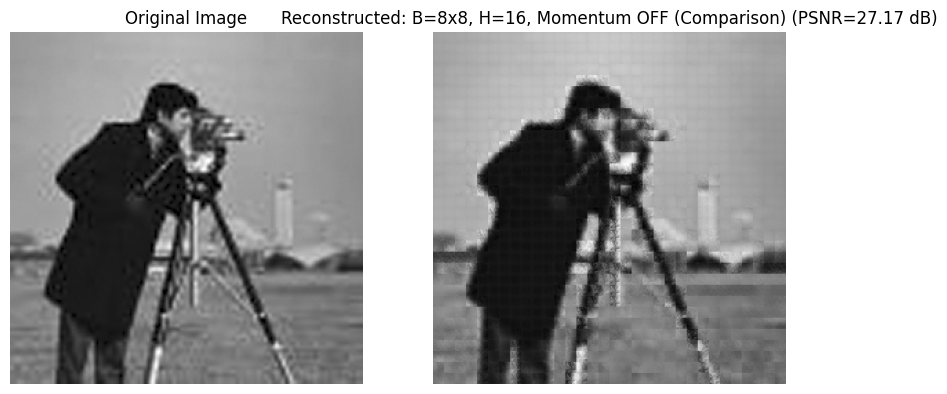 Original Image
Reconstructed: B=8x8, H=16, Momentum OFF (Comparison) (PSNR=27.17 dB)